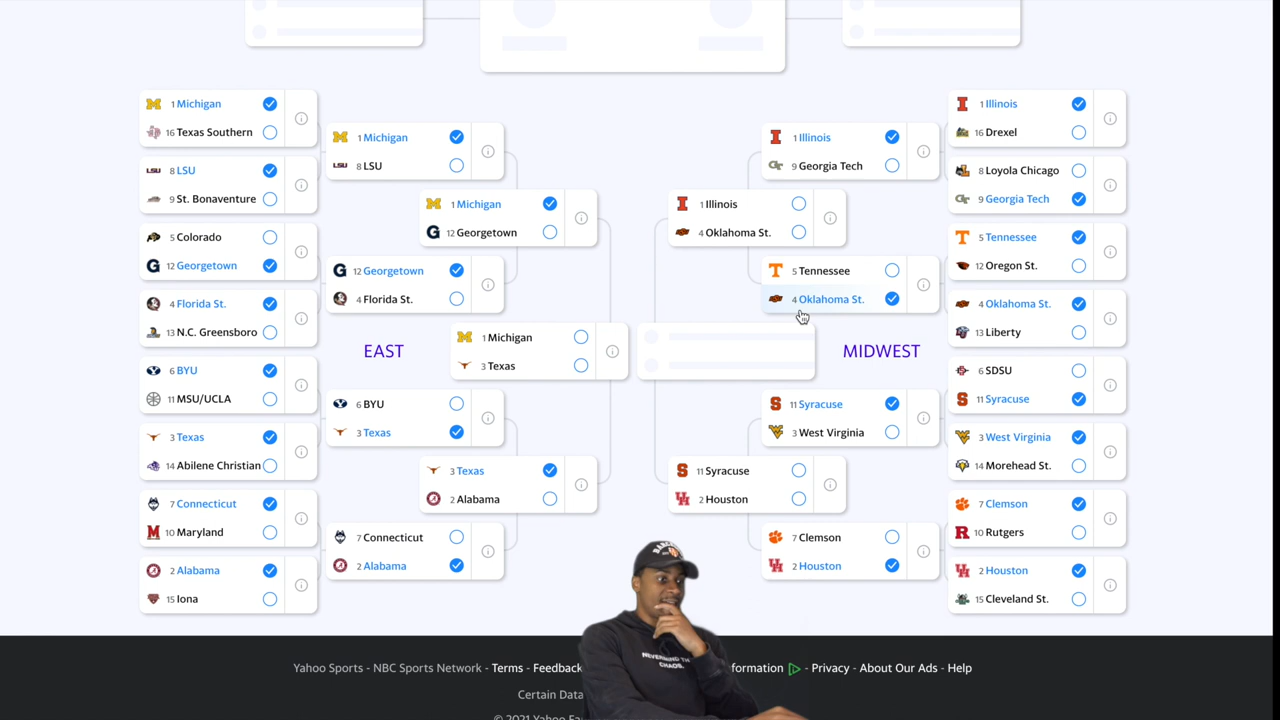 1 Michigan
16 Texas Southern
8 LSU
9 St. Bonaventure
5 Colorado
12 Georgetown
4 Florida St.
13 N.C. Greensboro
6 BYU
11 MSU/UCLA
3 Texas
14 Abilene Christian
7 Connecticut
10 Maryland
2 Alabama
15 Iona
1 Michigan
8 LSU
12 Georgetown
4 Florida St.
6 BYU
3 Texas
7 Connecticut
2 Alabama
1 Michigan
12 Georgetown
3 Texas
2 Alabama
EAST
1 Michigan
3 Texas
1 Illinois
4 Oklahoma St.
11 Syracuse
2 Houston
1 Illinois
9 Georgia Tech
5 Tennessee
4 Oklahoma St.
MIDWEST
11 Syracuse
3 West Virginia
7 Clemson
2 Houston
1 Illinois
16 Drexel
8 Loyola Chicago
9 Georgia Tech
5 Tennessee
12 Oregon St.
4 Oklahoma St.
13 Liberty
6 SDSU
11 Syracuse
3 West Virginia
14 Morehead St.
7 Clemson
10 Rutgers
2 Houston
15 Cleveland St.
NEVERMIND THE
CHAOS.
Yahoo Sports - NBC Sports Network - Terms - Feedback formation - Privacy - About Our Ads - Help
Certain Data
© 2021 Yahoo